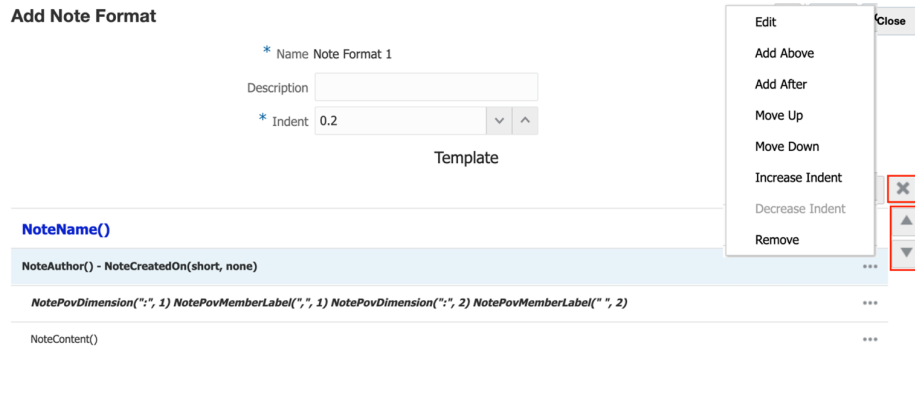 Add Note Format
Close
* Name Note Format 1
Description
* Indent 0.2
Template
Edit
Add Above
Add After
Move Up
Move Down
Increase Indent
Decrease Indent
Remove
NoteName()
NoteAuthor() - NoteCreatedOn(short, none)
NotePovDimension(":", 1) NotePovMemberLabel(",", 1) NotePovDimension(":", 2) NotePovMemberLabel(" ", 2)
NoteContent()